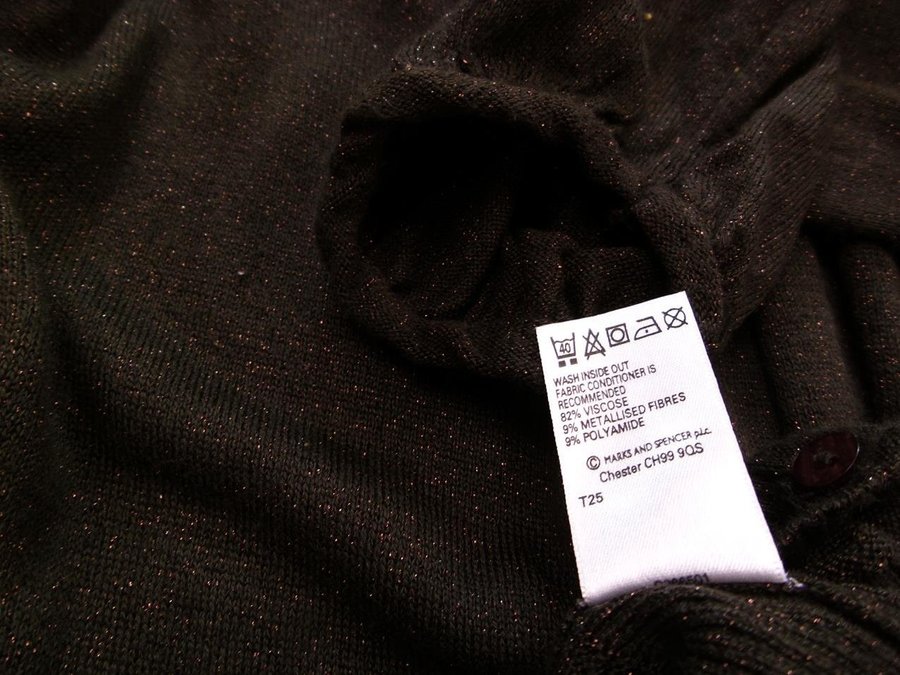 40
WASH INSIDE OUT
FABRIC CONDITIONER IS
RECOMMENDED
82% VISCOSE
9% METALLISED FIBRES
9% POLYAMIDE
© MARKS AND SPENCER p.l.c.
Chester CH99 9QS
T25